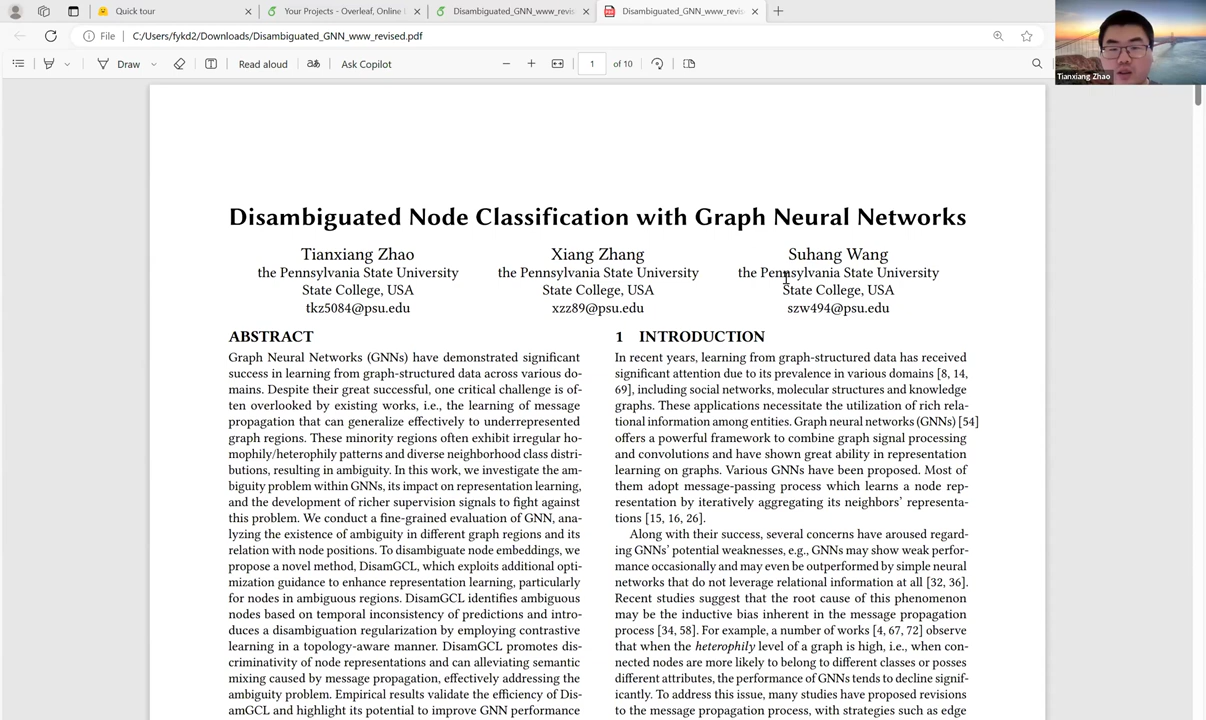 Quick tour
Your Projects - Overleaf, Online L
Disambiguated_GNN_www_revise
Disambiguated_GNN_www_revised
File
C:/Users/fykd2/Downloads/Disambiguated_GNN_www_revised.pdf
Draw
Read aloud
Ask Copilot
1 of 10
Tianxiang Zhao
Disambiguated Node Classification with Graph Neural Networks
Tianxiang Zhao
the Pennsylvania State University
State College, USA
tkz5084@psu.edu
Xiang Zhang
the Pennsylvania State University
State College, USA
xzz89@psu.edu
Suhang Wang
the Pennsylvania State University
State College, USA
szw494@psu.edu
ABSTRACT
Graph Neural Networks (GNNs) have demonstrated significant
success in learning from graph-structured data across various do-
mains. Despite their great successful, one critical challenge is of-
ten overlooked by existing works, i.e., the learning of message
propagation that can generalize effectively to underrepresented
graph regions. These minority regions often exhibit irregular ho-
mophily/heterophily patterns and diverse neighborhood class distri-
butions, resulting in ambiguity. In this work, we investigate the am-
biguity problem within GNNs, its impact on representation learning,
and the development of richer supervision signals to fight against
this problem. We conduct a fine-grained evaluation of GNN, ana-
lyzing the existence of ambiguity in different graph regions and its
relation with node positions. To disambiguate node embeddings, we
propose a novel method, DisamGCL, which exploits additional opti-
mization guidance to enhance representation learning, particularly
for nodes in ambiguous regions. DisamGCL identifies ambiguous
nodes based on temporal inconsistency of predictions and intro-
duces a disambiguation regularization by employing contrastive
learning in a topology-aware manner. DisamGCL promotes dis-
criminativity of node representations and can alleviating semantic
mixing caused by message propagation, effectively addressing the
ambiguity problem. Empirical results validate the efficiency of Dis-
amGCL and highlight its potential to improve GNN performance
1 INTRODUCTION
In recent years, learning from graph-structured data has received
significant attention due to its prevalence in various domains [8, 14,
69], including social networks, molecular structures and knowledge
graphs. These applications necessitate the utilization of rich rela-
tional information among entities. Graph neural networks (GNNs) [54]
offers a powerful framework to combine graph signal processing
and convolutions and have shown great ability in representation
learning on graphs. Various GNNs have been proposed. Most of
them adopt message-passing process which learns a node rep-
resentation by iteratively aggregating its neighbors' representa-
tions [15, 16, 26].
Along with their success, several concerns have aroused regard-
ing GNNs' potential weaknesses, e.g., GNNs may show weak perfor-
mance occasionally and may even be outperformed by simple neural
networks that do not leverage relational information at all [32, 36].
Recent studies suggest that the root cause of this phenomenon
may be the inductive bias inherent in the message propagation
process [34, 58]. For example, a number of works [4, 67, 72] observe
that when the heterophily level of a graph is high, i.e., when con-
nected nodes are more likely to belong to different classes or posses
different attributes, the performance of GNNs tends to decline signif-
icantly. To address this issue, many studies have proposed revisions
to the message propagation process, with strategies such as edge